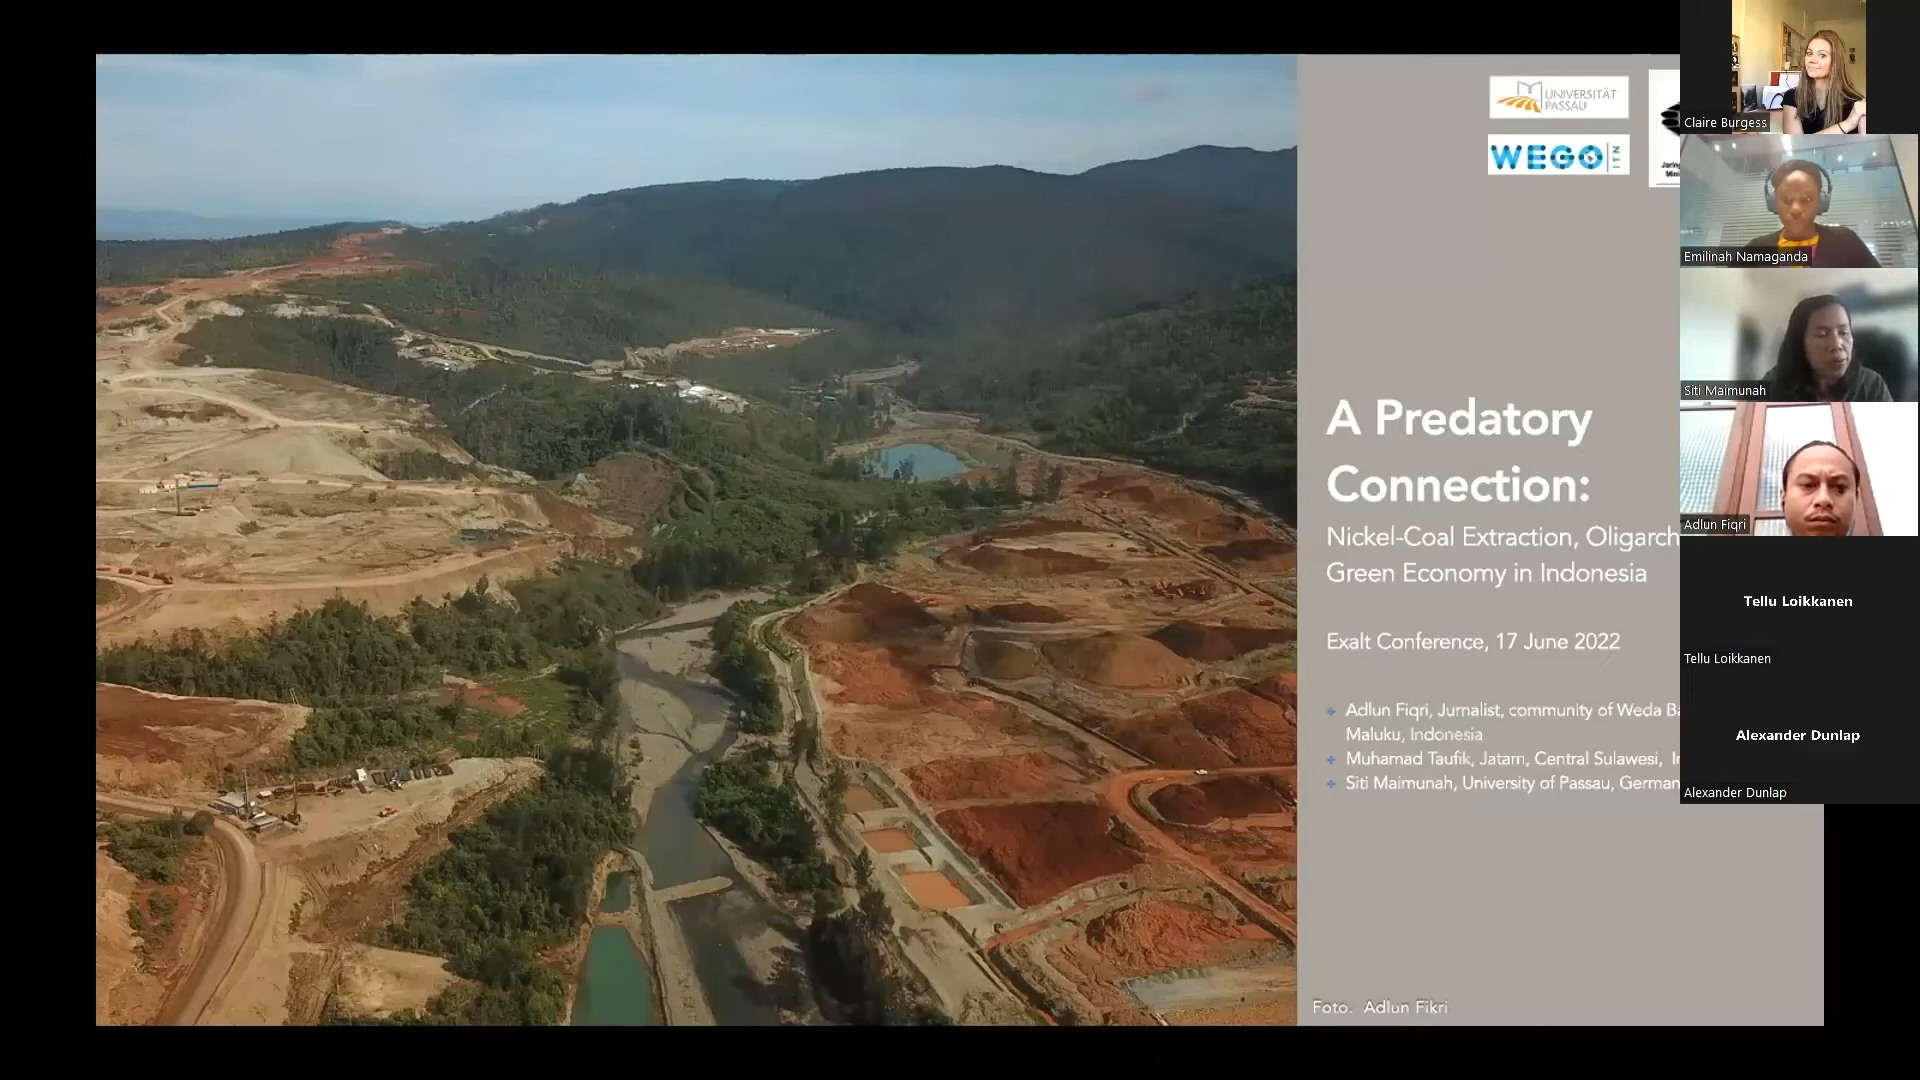 UNIVERSITÄT
PASSAU
WEGO ITN
A Predatory
Connection:
Nickel-Coal Extraction, Oligarch
Green Economy in Indonesia
Exalt Conference, 17 June 2022
Adlun Fiqri, Jurnalist, community of Weda Ba
Maluku, Indonesia
Muhamad Taufik, Jatam, Central Sulawesi, I
Siti Maimunah, University of Passau, German
Foto. Adlun Fikri
Claire Burgess
Emilinah Namaganda
Siti Maimunah
Adlun Fiqri
Tellu Loikkanen
Tellu Loikkanen
Alexander Dunlap
Alexander Dunlap